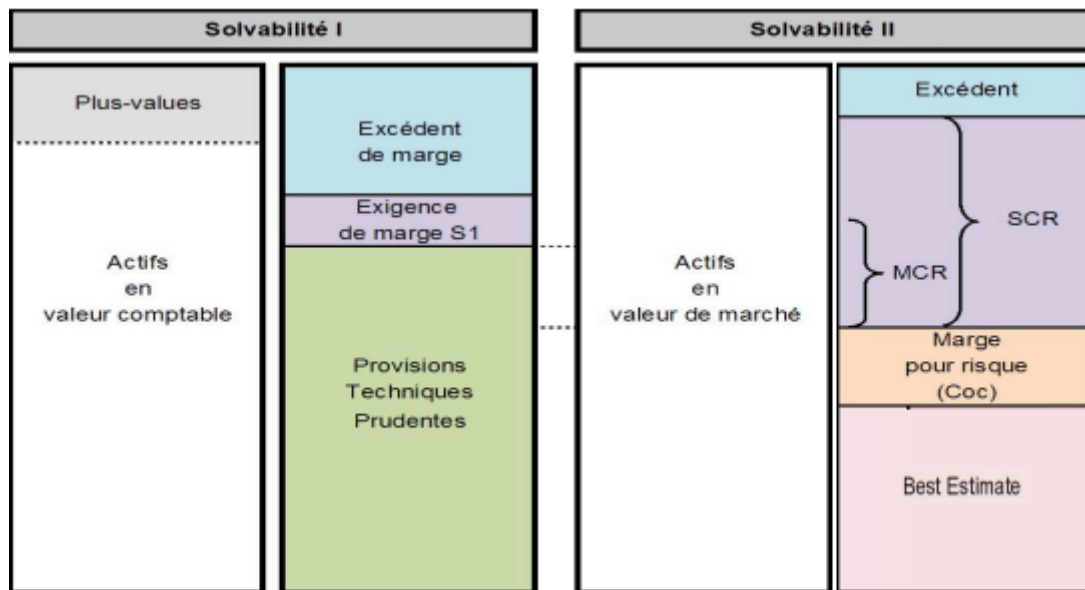 Solvabilité I
Solvabilité II
Plus-values
Actifs
en
valeur comptable
Excédent
de marge
Exigence
de marge S1
Provisions
Techniques
Prudentes
Actifs
en
valeur de marché
Excédent
SCR
MCR
Marge
pour risque
(Coc)
Best Estimate